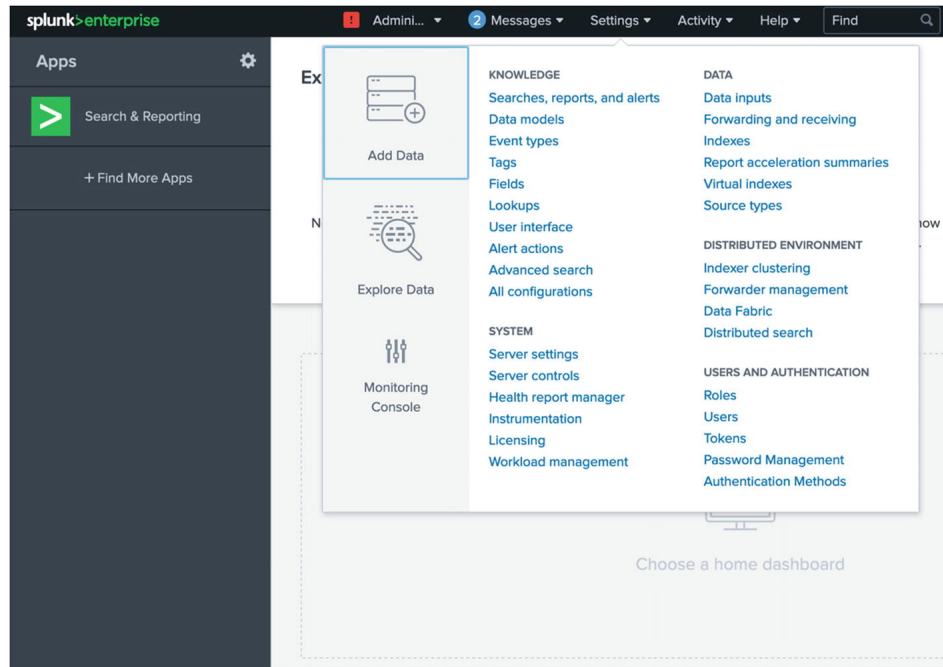 splunk>enterprise
! Admini... ▼ 2 Messages ▼ Settings ▼ Activity ▼ Help ▼ Find
Apps
Search & Reporting
+ Find More Apps
Ex
N
now
Add Data
Explore Data
Monitoring
Console
KNOWLEDGE
Searches, reports, and alerts
Data models
Event types
Tags
Fields
Lookups
User interface
Alert actions
Advanced search
All configurations
SYSTEM
Server settings
Server controls
Health report manager
Instrumentation
Licensing
Workload management
DATA
Data inputs
Forwarding and receiving
Indexes
Report acceleration summaries
Virtual indexes
Source types
DISTRIBUTED ENVIRONMENT
Indexer clustering
Forwarder management
Data Fabric
Distributed search
USERS AND AUTHENTICATION
Roles
Users
Tokens
Password Management
Authentication Methods
Choose a home dashboard